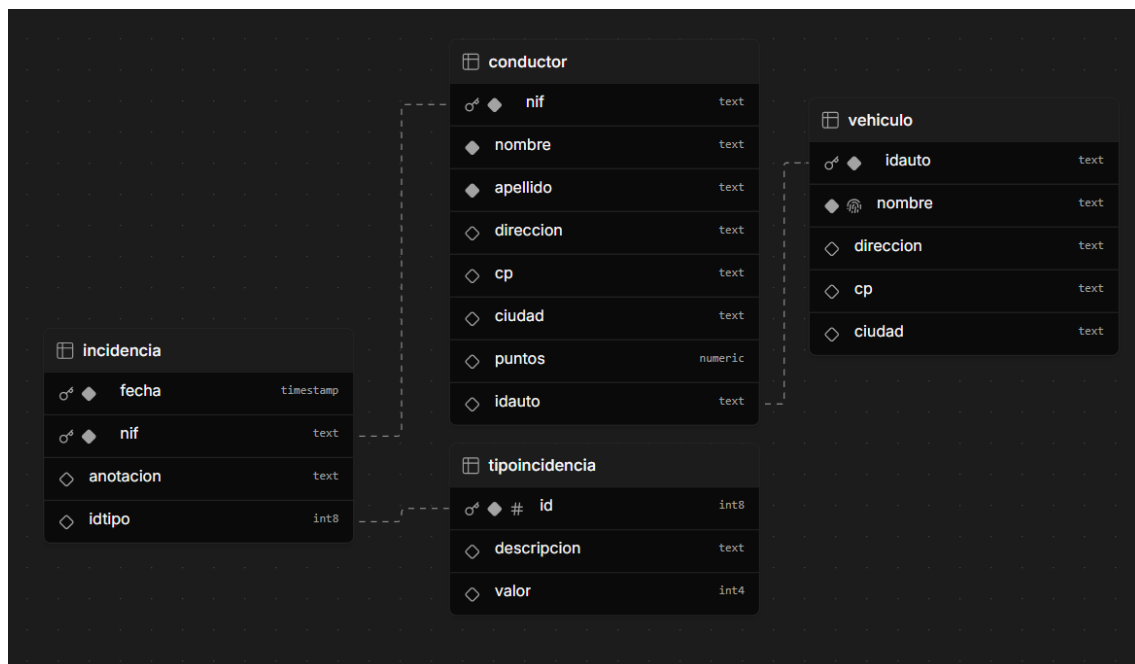 conductor
nif text
nombre text
apellido text
direccion text
cp text
ciudad text
puntos numeric
idauto text
vehiculo
idauto text
nombre text
direccion text
cp text
ciudad text
incidencia
fecha timestamp
nif text
anotacion text
idtipo int8
tipoincidencia
# id int8
descripcion text
valor int4